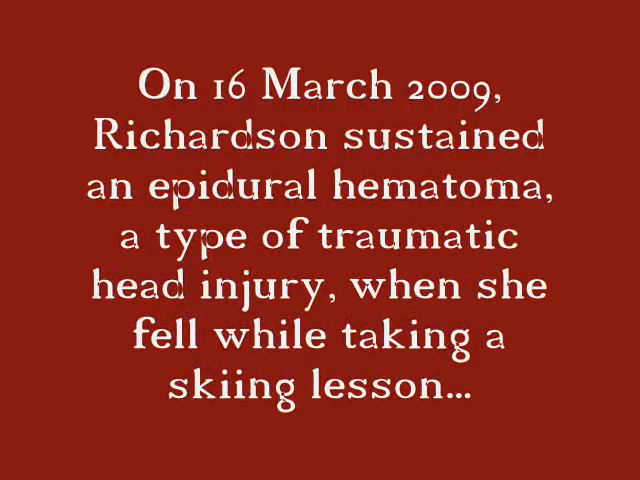 On 16 March 2009,
Richardson sustained
an epidural hematoma,
a type of traumatic
head injury, when she
fell while taking a
skiing lesson...